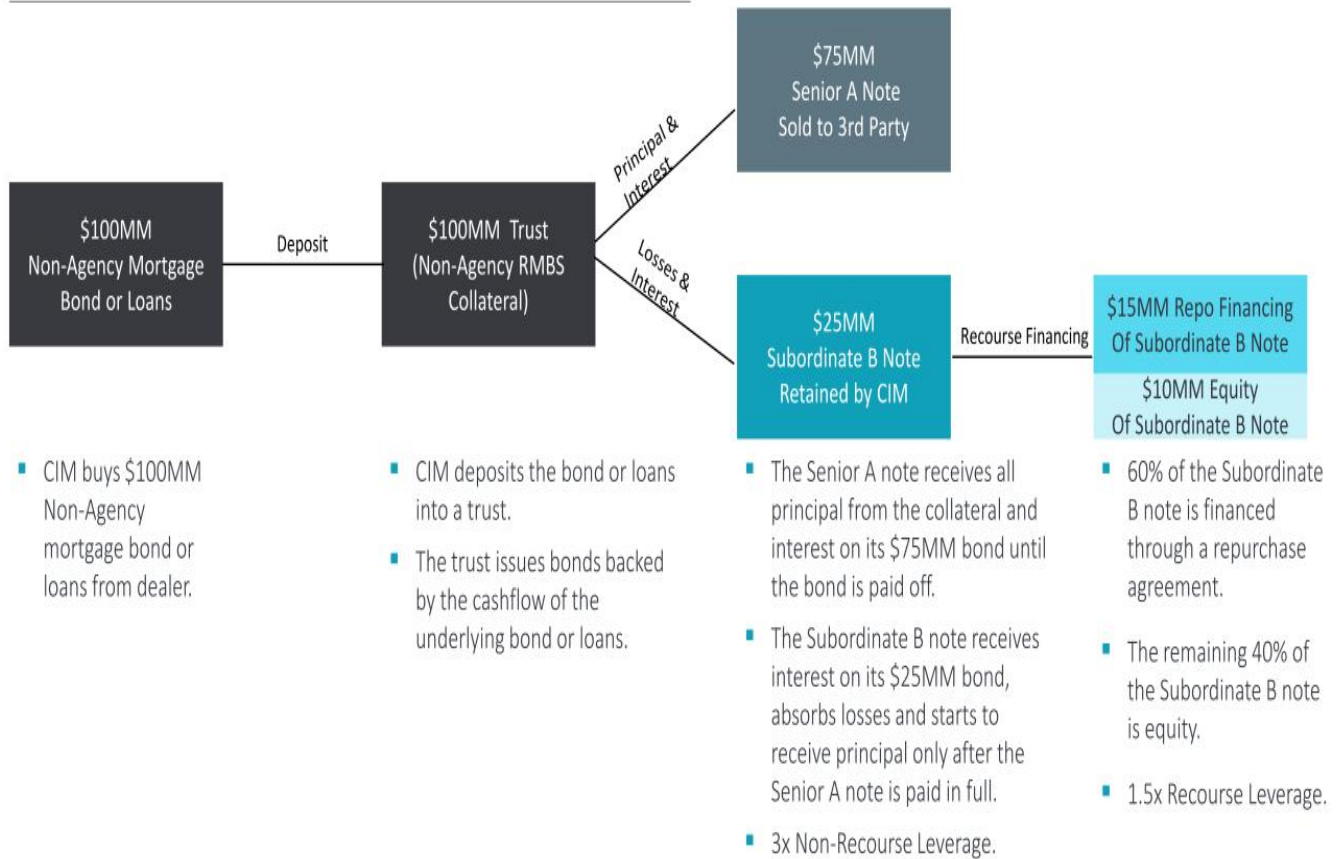 $100MM
Non-Agency Mortgage
Bond or Loans
Deposit
$100MM Trust
(Non-Agency RMBS
Collateral)
Principal &
Interest
Losses &
Interest
$75MM
Senior A Note
Sold to 3rd Party
$25MM
Subordinate B Note
Retained by CIM
Recourse Financing
$15MM Repo Financing
Of Subordinate B Note
$10MM Equity
Of Subordinate B Note
▪ CIM buys $100MM
Non-Agency
mortgage bond or
loans from dealer.
▪ CIM deposits the bond or loans
into a trust.
▪ The trust issues bonds backed
by the cashflow of the
underlying bond or loans.
▪ The Senior A note receives all
principal from the collateral and
interest on its $75MM bond until
the bond is paid off.
▪ The Subordinate B note receives
interest on its $25MM bond,
absorbs losses and starts to
receive principal only after the
Senior A note is paid in full.
▪ 3x Non-Recourse Leverage.
▪ 60% of the Subordinate
B note is financed
through a repurchase
agreement.
▪ The remaining 40% of
the Subordinate B note
is equity.
▪ 1.5x Recourse Leverage.